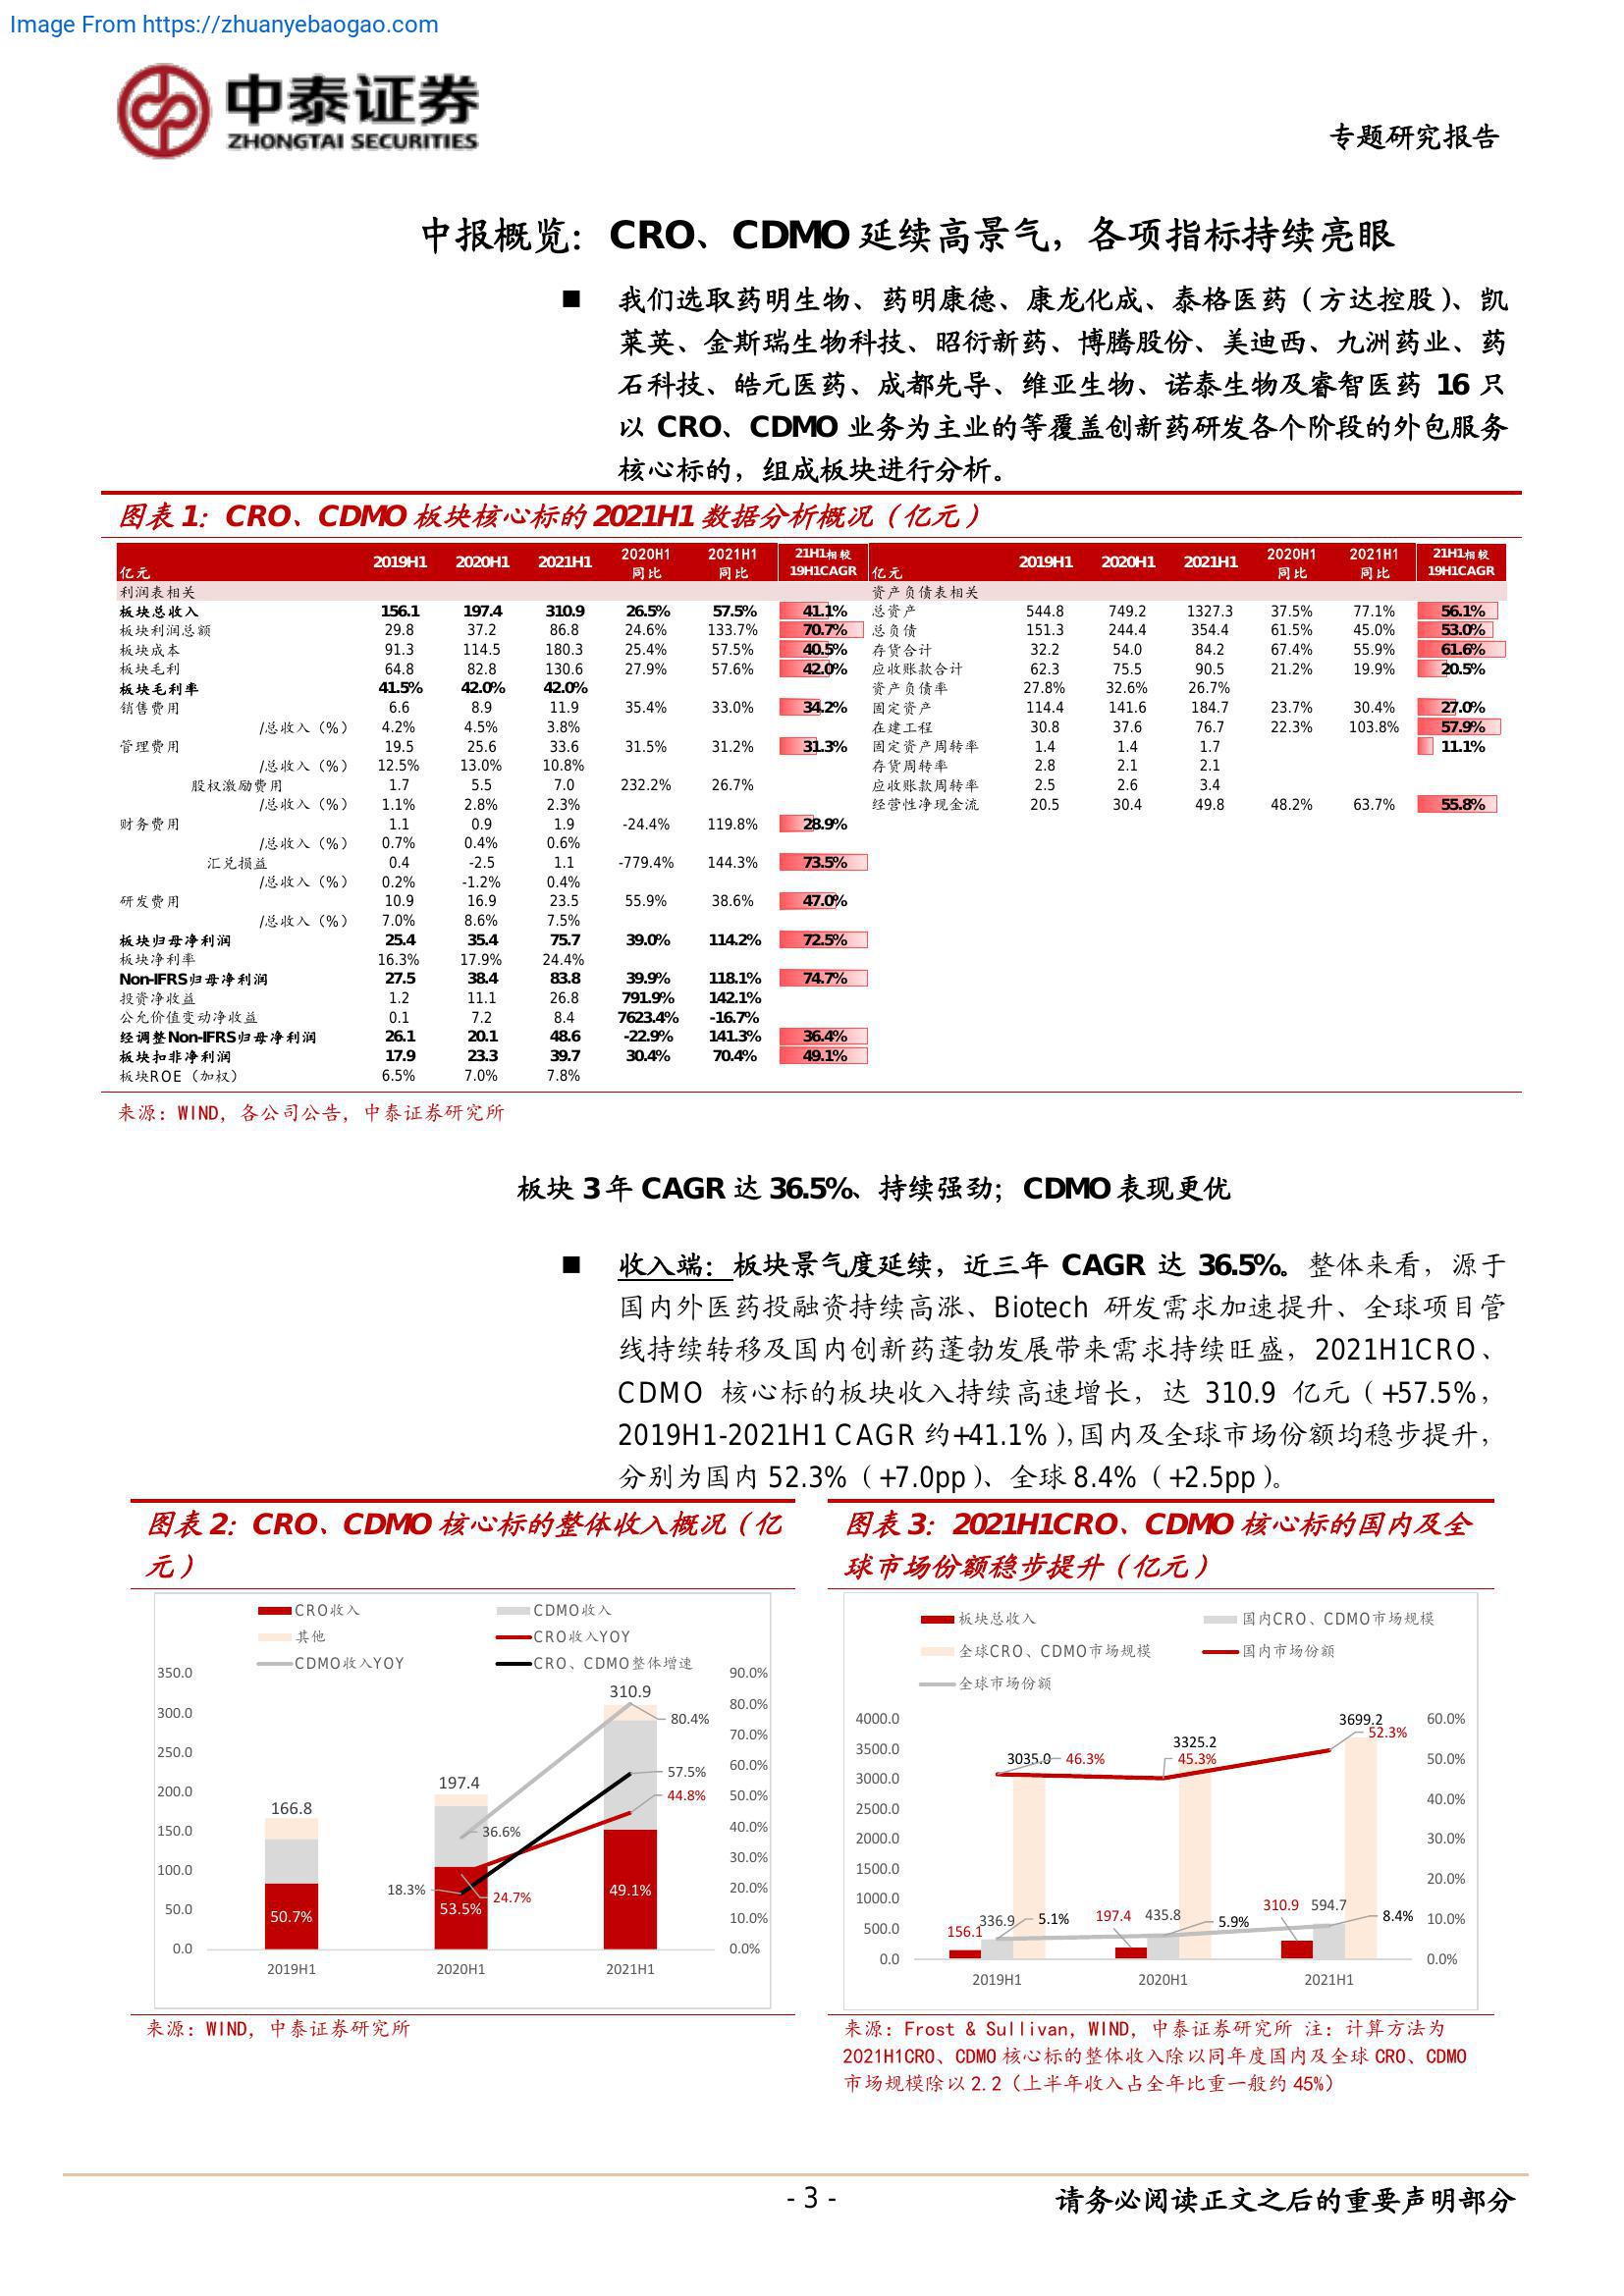 Image From https://zhuanyebaogao.com
中泰证券
ZHONGTAI SECURITIES
专题研究报告
中报概览：CRO、CDMO 延续高景气，各项指标持续亮眼
■ 我们选取药明生物、药明康德、康龙化成、泰格医药（方达控股）、凯
莱英、金斯瑞生物科技、昭衍新药、博腾股份、美迪西、九洲药业、药
石科技、皓元医药、成都先导、维亚生物、诺泰生物及睿智医药 16 只
以 CRO、CDMO 业务为主业的等覆盖创新药研发各个阶段的外包服务
核心标的，组成板块进行分析。
图表 1：CRO、CDMO 板块核心标的 2021H1 数据分析概况（亿元）
亿元 2019H1 2020H1 2021H1 2020H1同比 2021H1同比 21H1相较19H1CAGR 亿元 2019H1 2020H1 2021H1 2020H1同比 2021H1同比 21H1相较19H1CAGR
利润表相关 资产负债表相关
板块总收入 156.1 197.4 310.9 26.5% 57.5% 41.1% 总资产 544.8 749.2 1327.3 37.5% 77.1% 56.1%
板块利润总额 29.8 37.2 86.8 24.6% 133.7% 70.7% 总负债 151.3 244.4 354.4 61.5% 45.0% 53.0%
板块成本 91.3 114.5 180.3 25.4% 57.5% 40.5% 存货合计 32.2 54.0 84.2 67.4% 55.9% 61.6%
板块毛利 64.8 82.8 130.6 27.9% 57.6% 42.0% 应收账款合计 62.3 75.5 90.5 21.2% 19.9% 20.5%
板块毛利率 41.5% 42.0% 42.0% 资产负债率 27.8% 32.6% 26.7%
销售费用 6.6 8.9 11.9 35.4% 33.0% 34.2% 固定资产 114.4 141.6 184.7 23.7% 30.4% 27.0%
/总收入（%） 4.2% 4.5% 3.8% 在建工程 30.8 37.6 76.7 22.3% 103.8% 57.9%
管理费用 19.5 25.6 33.6 31.5% 31.2% 31.3% 固定资产周转率 1.4 1.4 1.7 11.1%
/总收入（%） 12.5% 13.0% 10.8% 存货周转率 2.8 2.1 2.1
股权激励费用 1.7 5.5 7.0 232.2% 26.7% 应收账款周转率 2.5 2.6 3.4
/总收入（%） 1.1% 2.8% 2.3% 经营性净现金流 20.5 30.4 49.8 48.2% 63.7% 55.8%
财务费用 1.1 0.9 1.9 -24.4% 119.8% 28.9%
/总收入（%） 0.7% 0.4% 0.6%
汇兑损益 0.4 -2.5 1.1 -779.4% 144.3% 73.5%
/总收入（%） 0.2% -1.2% 0.4%
研发费用 10.9 16.9 23.5 55.9% 38.6% 47.0%
/总收入（%） 7.0% 8.6% 7.5%
板块归母净利润 25.4 35.4 75.7 39.0% 114.2% 72.5%
板块净利率 16.3% 17.9% 24.4%
Non-IFRS归母净利润 27.5 38.4 83.8 39.9% 118.1% 74.7%
投资净收益 1.2 11.1 26.8 791.9% 142.1%
公允价值变动净收益 0.1 7.2 8.4 7623.4% -16.7%
经调整Non-IFRS归母净利润 26.1 20.1 48.6 -22.9% 141.3% 36.4%
板块扣非净利润 17.9 23.3 39.7 30.4% 70.4% 49.1%
板块ROE（加权） 6.5% 7.0% 7.8%
来源：WIND，各公司公告，中泰证券研究所
板块 3 年 CAGR 达 36.5%、持续强劲；CDMO 表现更优
■ 收入端：板块景气度延续，近三年 CAGR 达 36.5%。整体来看，源于
国内外医药投融资持续高涨、Biotech 研发需求加速提升、全球项目管
线持续转移及国内创新药蓬勃发展带来需求持续旺盛，2021H1CRO、
CDMO 核心标的板块收入持续高速增长，达 310.9 亿元（+57.5%，
2019H1-2021H1 CAGR 约+41.1%），国内及全球市场份额均稳步提升，
分别为国内 52.3%（+7.0pp）、全球 8.4%（+2.5pp）。
图表 2：CRO、CDMO 核心标的整体收入概况（亿
元）
CRO收入 CDMO收入
其他 CRO收入YOY
CDMO收入YOY CRO、CDMO整体增速
350.0 90.0%
310.9
300.0 80.0%
80.4%
250.0 70.0%
57.5% 60.0%
200.0 197.4 44.8% 50.0%
166.8
150.0 36.6% 40.0%
100.0 30.0%
18.3% 24.7% 20.0%
50.0 50.7% 53.5% 49.1% 10.0%
0.0 0.0%
2019H1 2020H1 2021H1
来源：WIND，中泰证券研究所
图表 3：2021H1CRO、CDMO 核心标的国内及全
球市场份额稳步提升（亿元）
板块总收入 国内CRO、CDMO市场规模
全球CRO、CDMO市场规模 国内市场份额
全球市场份额
4000.0 3699.2 60.0%
52.3%
3500.0 3035.0 46.3% 3325.2 45.3% 50.0%
3000.0
2500.0 40.0%
2000.0 30.0%
1500.0 20.0%
1000.0
500.0 156.1 336.9 5.1% 197.4 435.8 5.9% 310.9 594.7 8.4% 10.0%
0.0 0.0%
2019H1 2020H1 2021H1
来源：Frost & Sullivan，WIND，中泰证券研究所 注：计算方法为
2021H1CRO、CDMO 核心标的整体收入除以同年度国内及全球 CRO、CDMO
市场规模除以 2.2（上半年收入占全年比重一般约 45%）
- 3 -
请务必阅读正文之后的重要声明部分